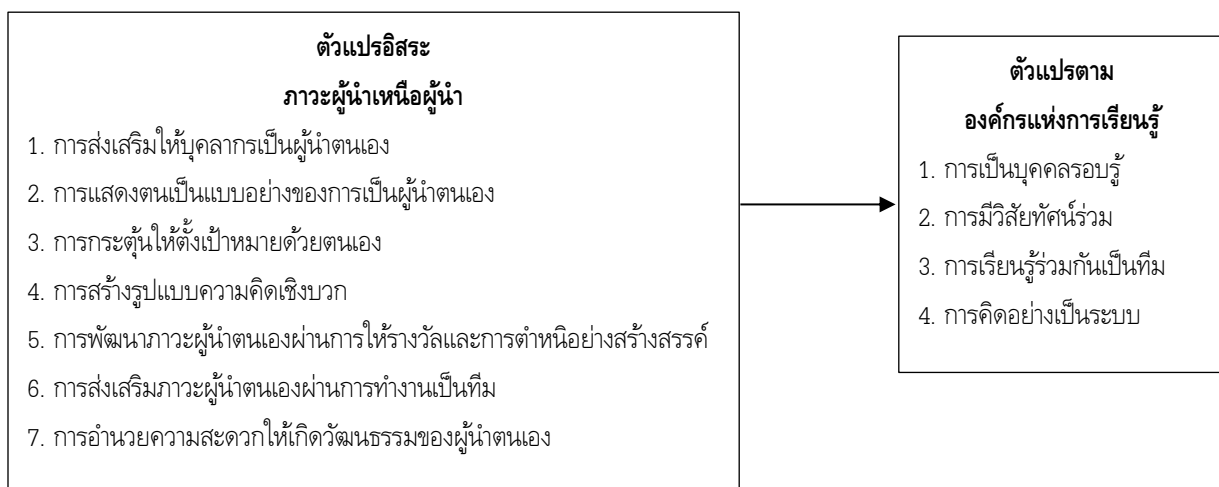 ตัวแปรอิสระ
ภาวะผู้นำเหนือผู้นำ
1. การส่งเสริมให้บุคลากรเป็นผู้นำตนเอง
2. การแสดงตนเป็นแบบอย่างของการเป็นผู้นำตนเอง
3. การกระตุ้นให้ตั้งเป้าหมายด้วยตนเอง
4. การสร้างรูปแบบความคิดเชิงบวก
5. การพัฒนาภาวะผู้นำตนเองผ่านการให้รางวัลและการตำหนิอย่างสร้างสรรค์
6. การส่งเสริมภาวะผู้นำตนเองผ่านการทำงานเป็นทีม
7. การอำนวยความสะดวกให้เกิดวัฒนธรรมของผู้นำตนเอง
ตัวแปรตาม
องค์กรแห่งการเรียนรู้
1. การเป็นบุคคลรอบรู้
2. การมีวิสัยทัศน์ร่วม
3. การเรียนรู้ร่วมกันเป็นทีม
4. การคิดอย่างเป็นระบบ